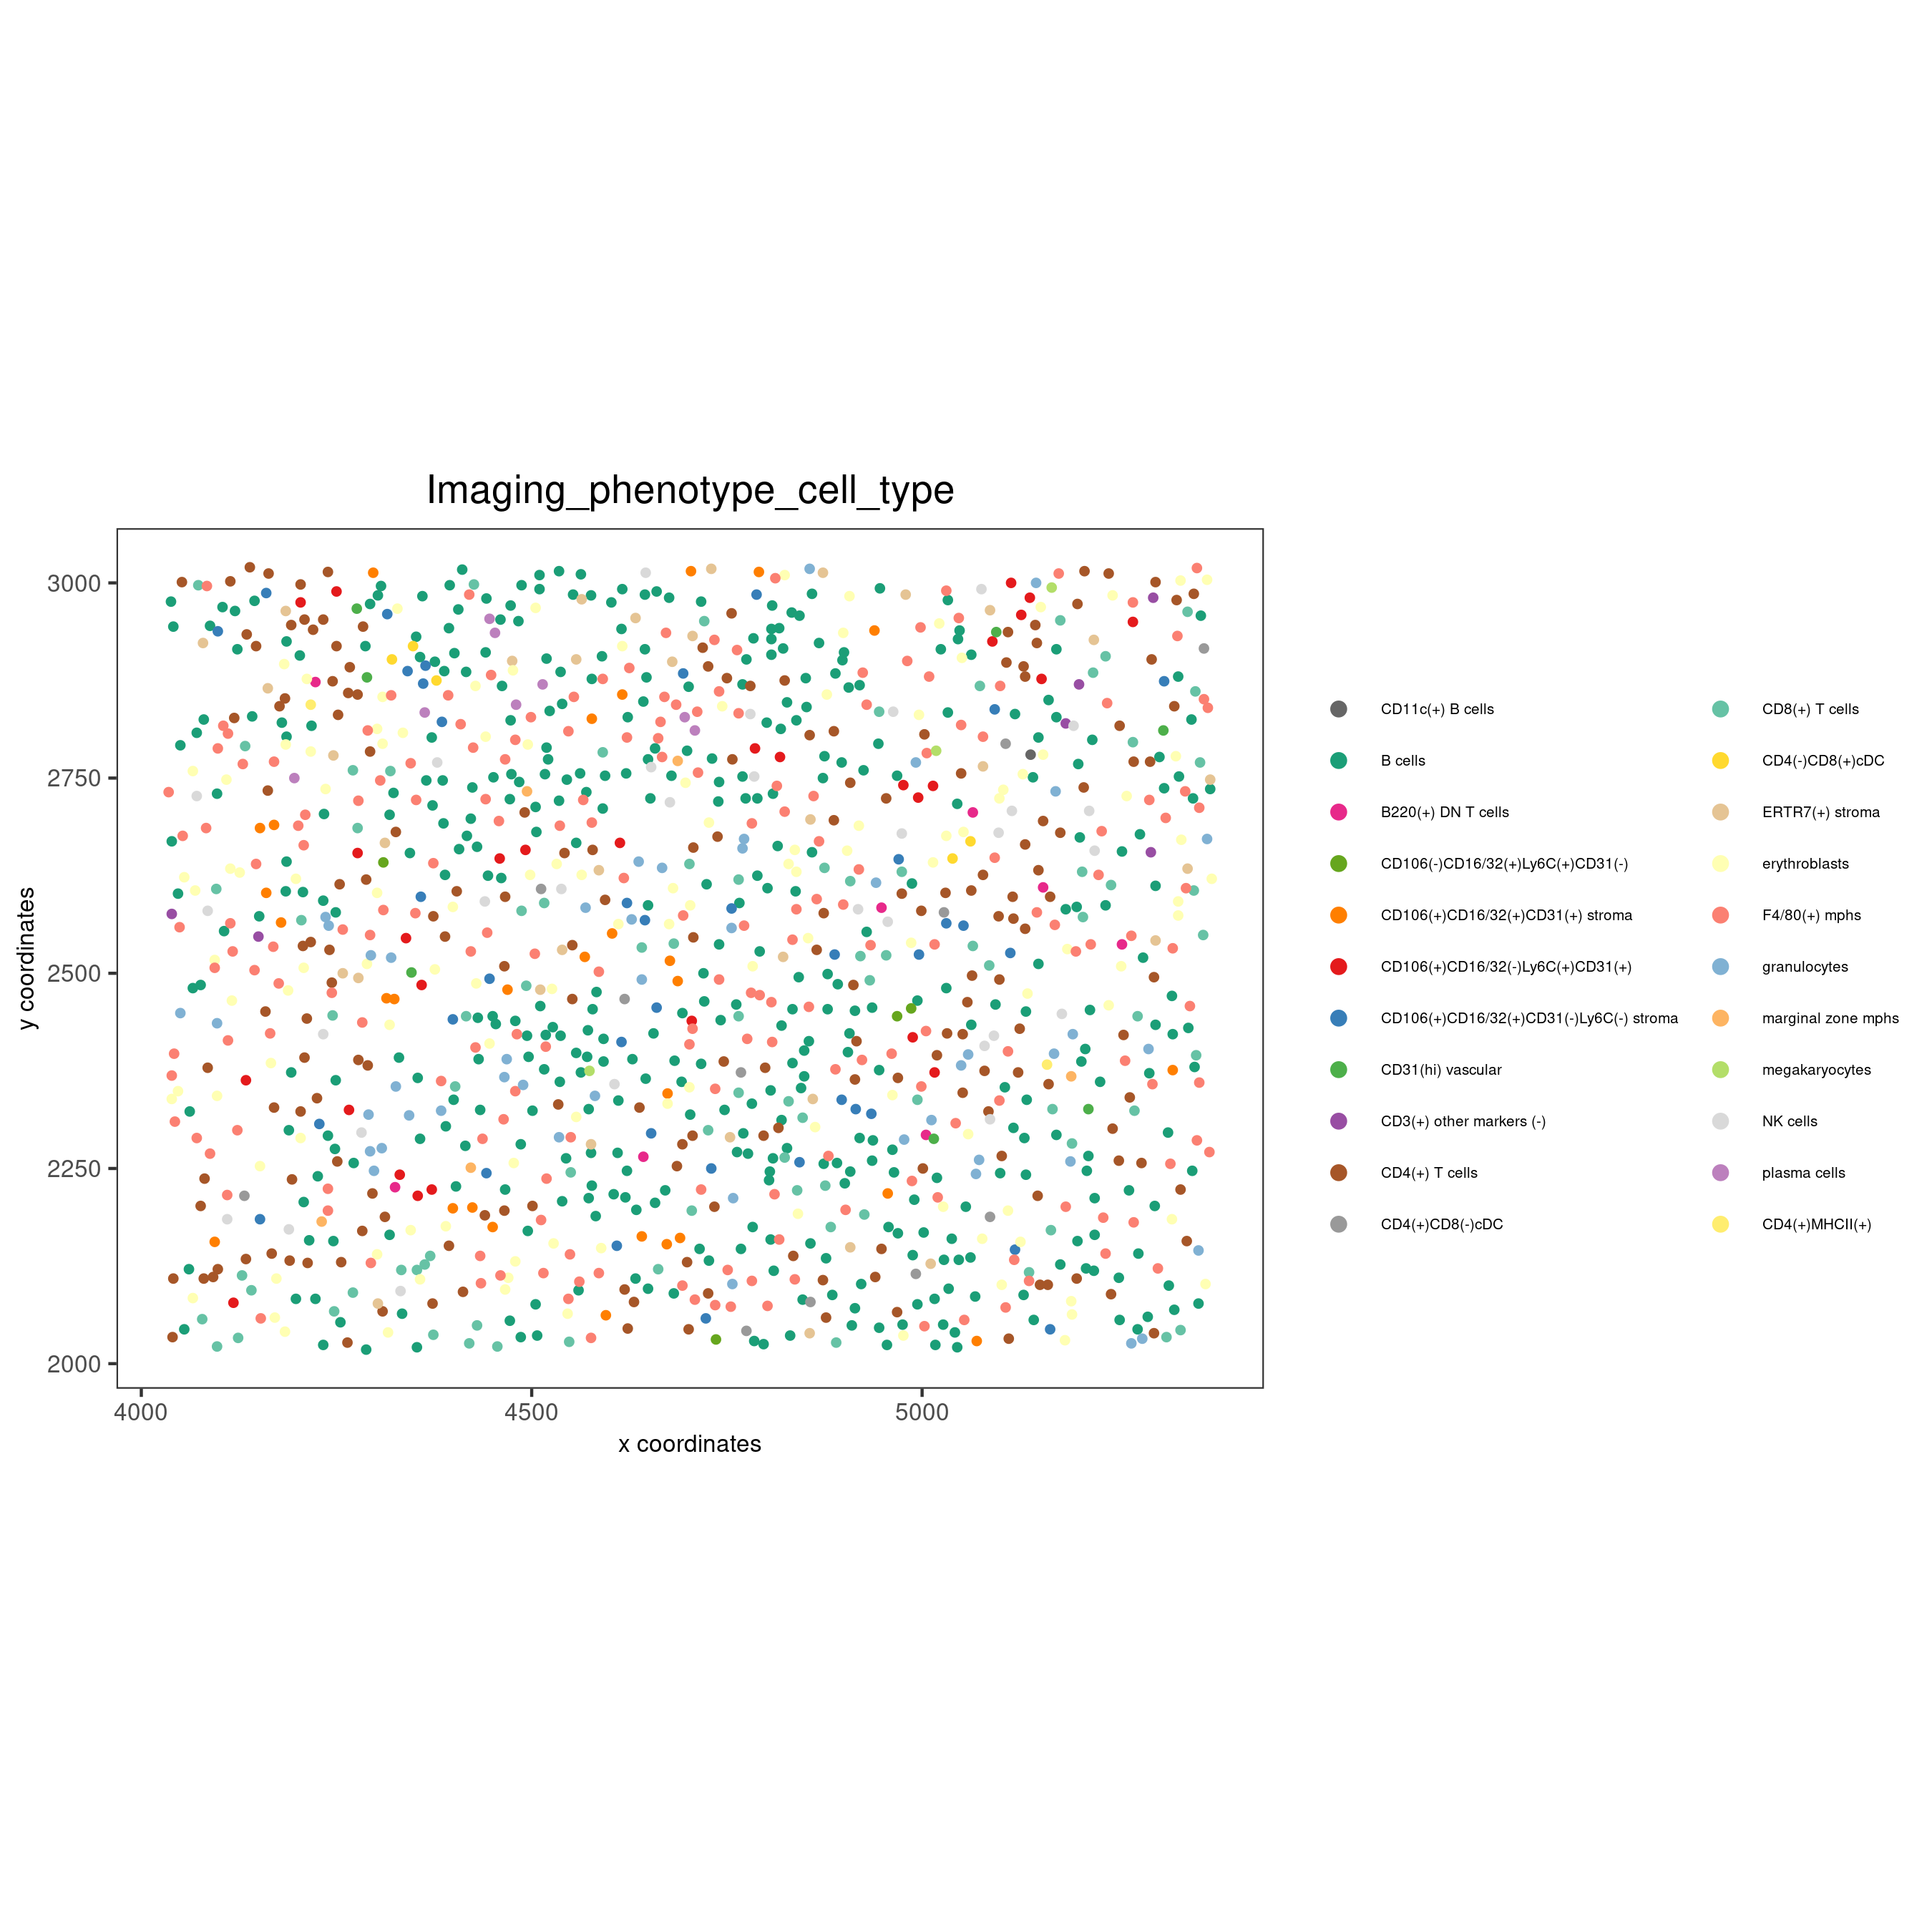 Imaging_phenotype_cell_type
3000
2750
2500
2250
2000
y coordinates
4000
4500
5000
x coordinates
CD11c(+) B cells
B cells
B220(+) DN T cells
CD106(-)CD16/32(+)Ly6C(+)CD31(-)
CD106(+)CD16/32(+)CD31(+) stroma
CD106(+)CD16/32(-)Ly6C(+)CD31(+)
CD106(+)CD16/32(+)CD31(-)Ly6C(-) stroma
CD31(hi) vascular
CD3(+) other markers (-)
CD4(+) T cells
CD4(+)CD8(-)cDC
CD8(+) T cells
CD4(-)CD8(+)cDC
ERTR7(+) stroma
erythroblasts
F4/80(+) mphs
granulocytes
marginal zone mphs
megakaryocytes
NK cells
plasma cells
CD4(+)MHCII(+)